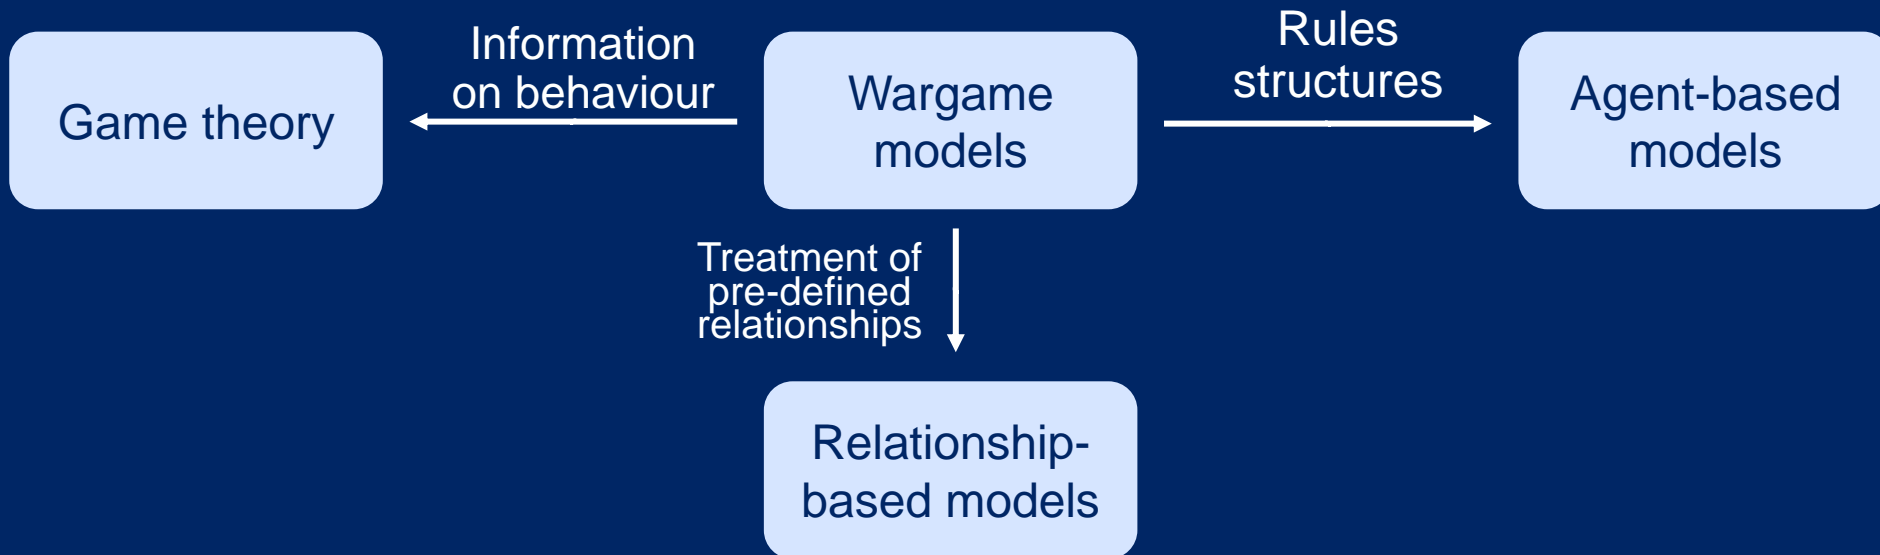 Game theory
Information
on behaviour
Wargame
models
Rules
structures
Agent-based
models
Treatment of
pre-defined
relationships
Relationship-
based models